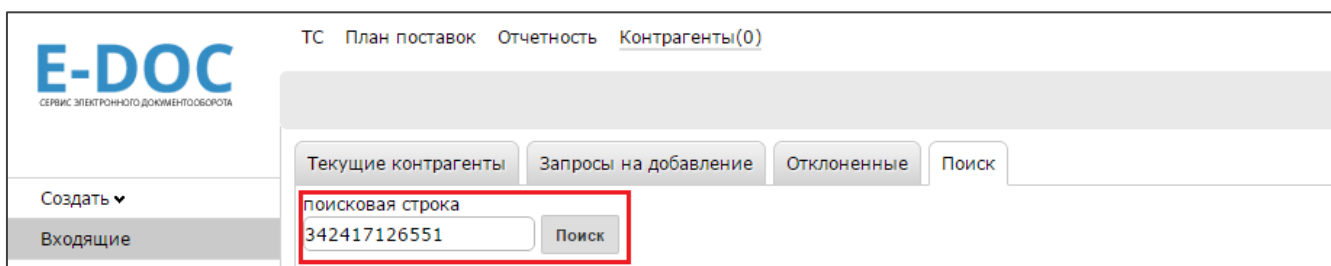 ТС План поставок Отчетность Контрагенты(0)
E-DOC
СЕРВИС ЭЛЕКТРОННОГО ДОКУМЕНТООБОРОТА
Текущие контрагенты Запросы на добавление Отклоненные Поиск
Создать
поисковая строка
Входящие
342417126551 Поиск